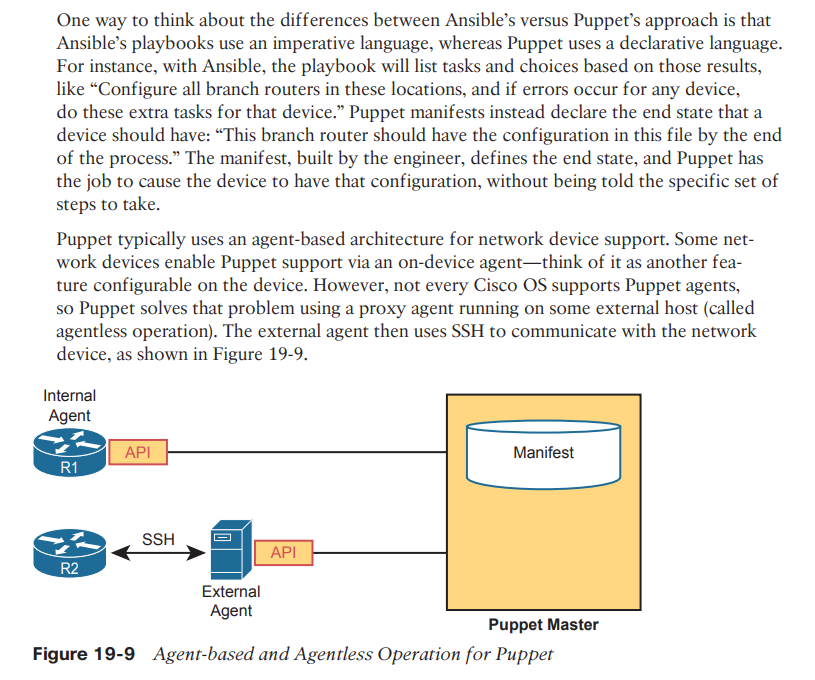 One way to think about the differences between Ansible’s versus Puppet’s approach is that
Ansible’s playbooks use an imperative language, whereas Puppet uses a declarative language.
For instance, with Ansible, the playbook will list tasks and choices based on those results,
like “Configure all branch routers in these locations, and if errors occur for any device,
do these extra tasks for that device.” Puppet manifests instead declare the end state that a
device should have: “This branch router should have the configuration in this file by the end
of the process.” The manifest, built by the engineer, defines the end state, and Puppet has
the job to cause the device to have that configuration, without being told the specific set of
steps to take.
Puppet typically uses an agent-based architecture for network device support. Some net-
work devices enable Puppet support via an on-device agent—think of it as another fea-
ture configurable on the device. However, not every Cisco OS supports Puppet agents,
so Puppet solves that problem using a proxy agent running on some external host (called
agentless operation). The external agent then uses SSH to communicate with the network
device, as shown in Figure 19-9.
Internal
Agent
R1
API
Manifest
R2
SSH
API
External
Agent
Puppet Master
Figure 19-9 Agent-based and Agentless Operation for Puppet